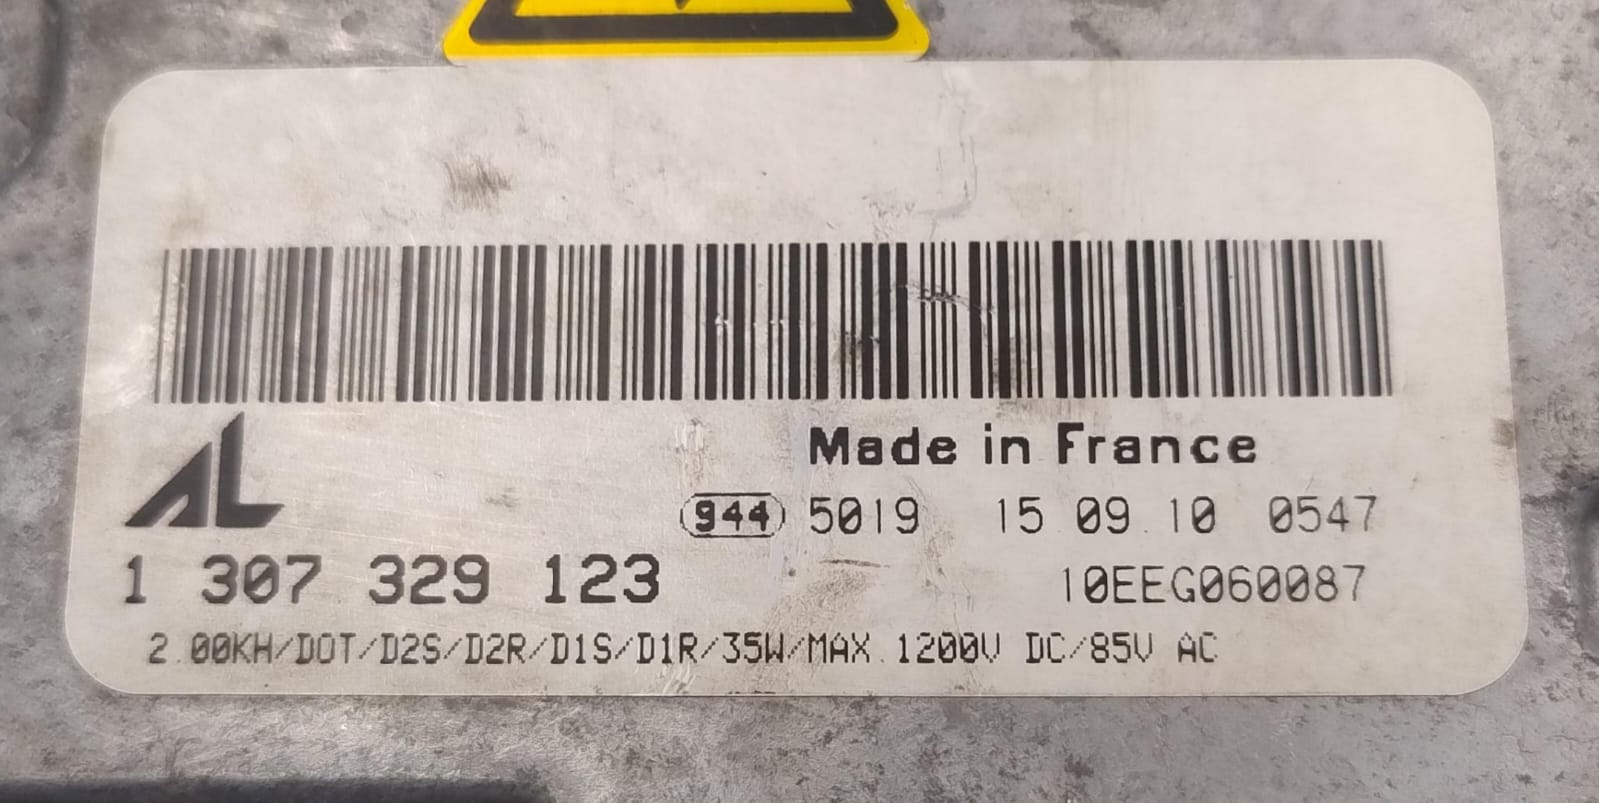 Made in France
AL
944 5019 15 09 10 0547
1 307 329 123 10EEG060087
2.00KH/DOT/D2S/D2R/D1S/D1R/35W/MAX.1200V DC/85V AC